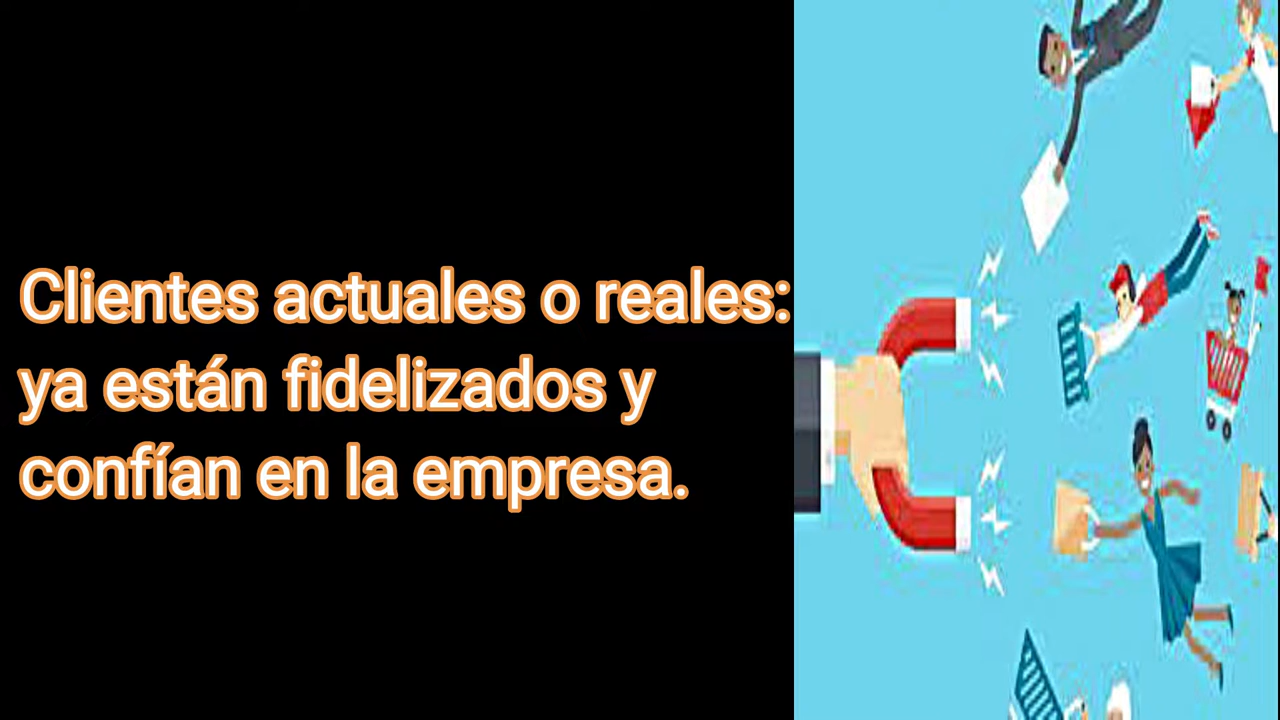 Clientes actuales o reales:
ya están fidelizados y
confían en la empresa.